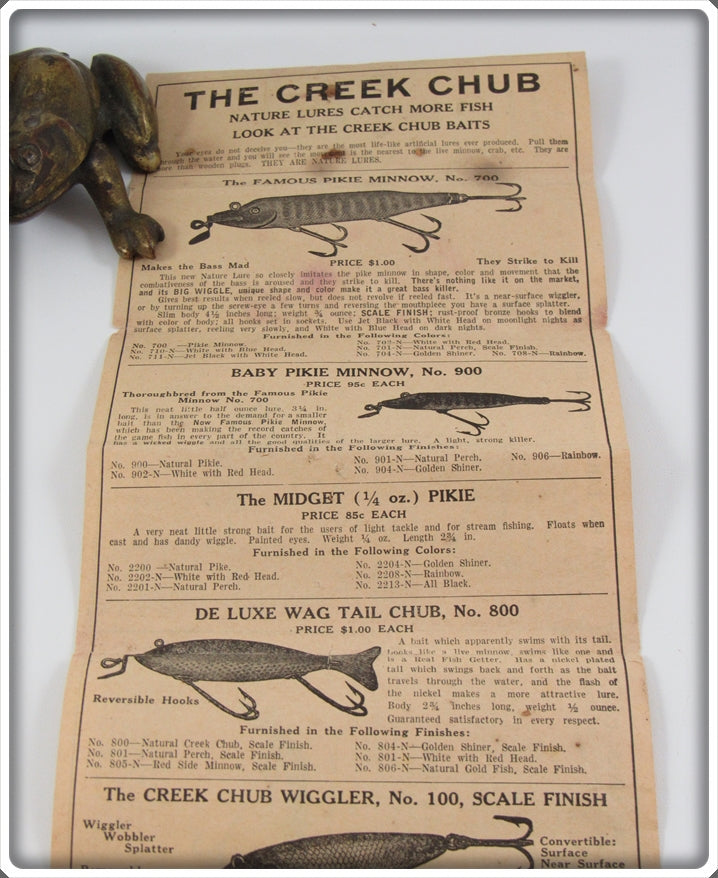 THE CREEK CHUB
NATURE LURES CATCH MORE FISH
LOOK AT THE CREEK CHUB BAITS
Your eyes do not deceive you—they are the most life-like artificial lures ever produced. Pull them
through the water and you will see the movement is the nearest to the live minnow, crab, etc. They are
more than wooden plugs. THEY ARE NATURE LURES.
The FAMOUS PIKIE MINNOW, No. 700
Makes the Bass Mad
PRICE $1.00
They Strike to Kill
This new Nature Lure so closely imitates the pike minnow in shape, color and movement that the
combativeness of the bass is aroused and they strike to kill. There's nothing like it on the market,
and its BIG WIGGLE, unique shape and color make it a great bass killer.
Gives best results when reeled slow, but does not revolve if reeled fast. It's a near-surface wiggler,
or by turning up the screw-eye a few turns and reversing the mouthpiece you have a surface splatter.
Slim body 4½ inches long; weight ¾ ounce; SCALE FINISH; rust-proof bronze hooks to blend
with color of body; all hooks set in sockets. Use Jet Black with White Head on moonlight nights as
surface splatter, reeling very slowly, and White with Blue Head on dark nights.
Furnished in the Following Colors:
No. 700 —Pikie Minnow.
No. 710-N—White with Blue Head.
No. 711-N—Jet Black with White Head.
No. 702-N—White with Red Head.
No. 701-N—Natural Perch, Scale Finish.
No. 704-N—Golden Shiner. No. 708-N—Rainbow.
BABY PIKIE MINNOW, No. 900
PRICE 95c EACH
Thoroughbred from the Famous Pikie
Minnow No. 700
This neat little half ounce lure, 3¼ in.
long, is in answer to the demand for a smaller
bait than the Now Famous Pikie Minnow,
which has been making the record catches of
the game fish in every part of the country. It
has a wicked wiggle and all the good qualities of the larger lure. A light, strong killer.
Furnished in the Following Finishes:
No. 900—Natural Pikie.
No. 902-N—White with Red Head.
No. 901-N—Natural Perch.
No. 904-N—Golden Shiner.
No. 906—Rainbow.
The MIDGET (¼ oz.) PIKIE
PRICE 85c EACH
A very neat little strong bait for the users of light tackle and for stream fishing. Floats when
cast and has dandy wiggle. Painted eyes. Weight ¼ oz. Length 2¾ in.
Furnished in the Following Colors:
No. 2200 —Natural Pike.
No. 2202-N—White with Red Head.
No. 2201-N—Natural Perch.
No. 2204-N—Golden Shiner.
No. 2208-N—Rainbow.
No. 2213-N—All Black.
DE LUXE WAG TAIL CHUB, No. 800
PRICE $1.00 EACH
A bait which apparently swims with its tail.
Looks like a live minnow, swims like one and
is a Real Fish Getter. Has a nickel plated
tail which swings back and forth as the bait
travels through the water, and the flash of
the nickel makes a more attractive lure.
Body 2¾ inches long, weight ½ ounce.
Guaranteed satisfactory in every respect.
Reversible Hooks
Furnished in the Following Finishes:
No. 800—Natural Creek Chub, Scale Finish.
No. 801—Natural Perch, Scale Finish.
No. 805-N—Red Side Minnow, Scale Finish.
No. 804-N—Golden Shiner, Scale Finish.
No. 801-N—White with Red Head.
No. 806-N—Natural Gold Fish, Scale Finish.
The CREEK CHUB WIGGLER, No. 100, SCALE FINISH
Wiggler
Wobbler
Splatter
Convertible:
Surface
Near Surface